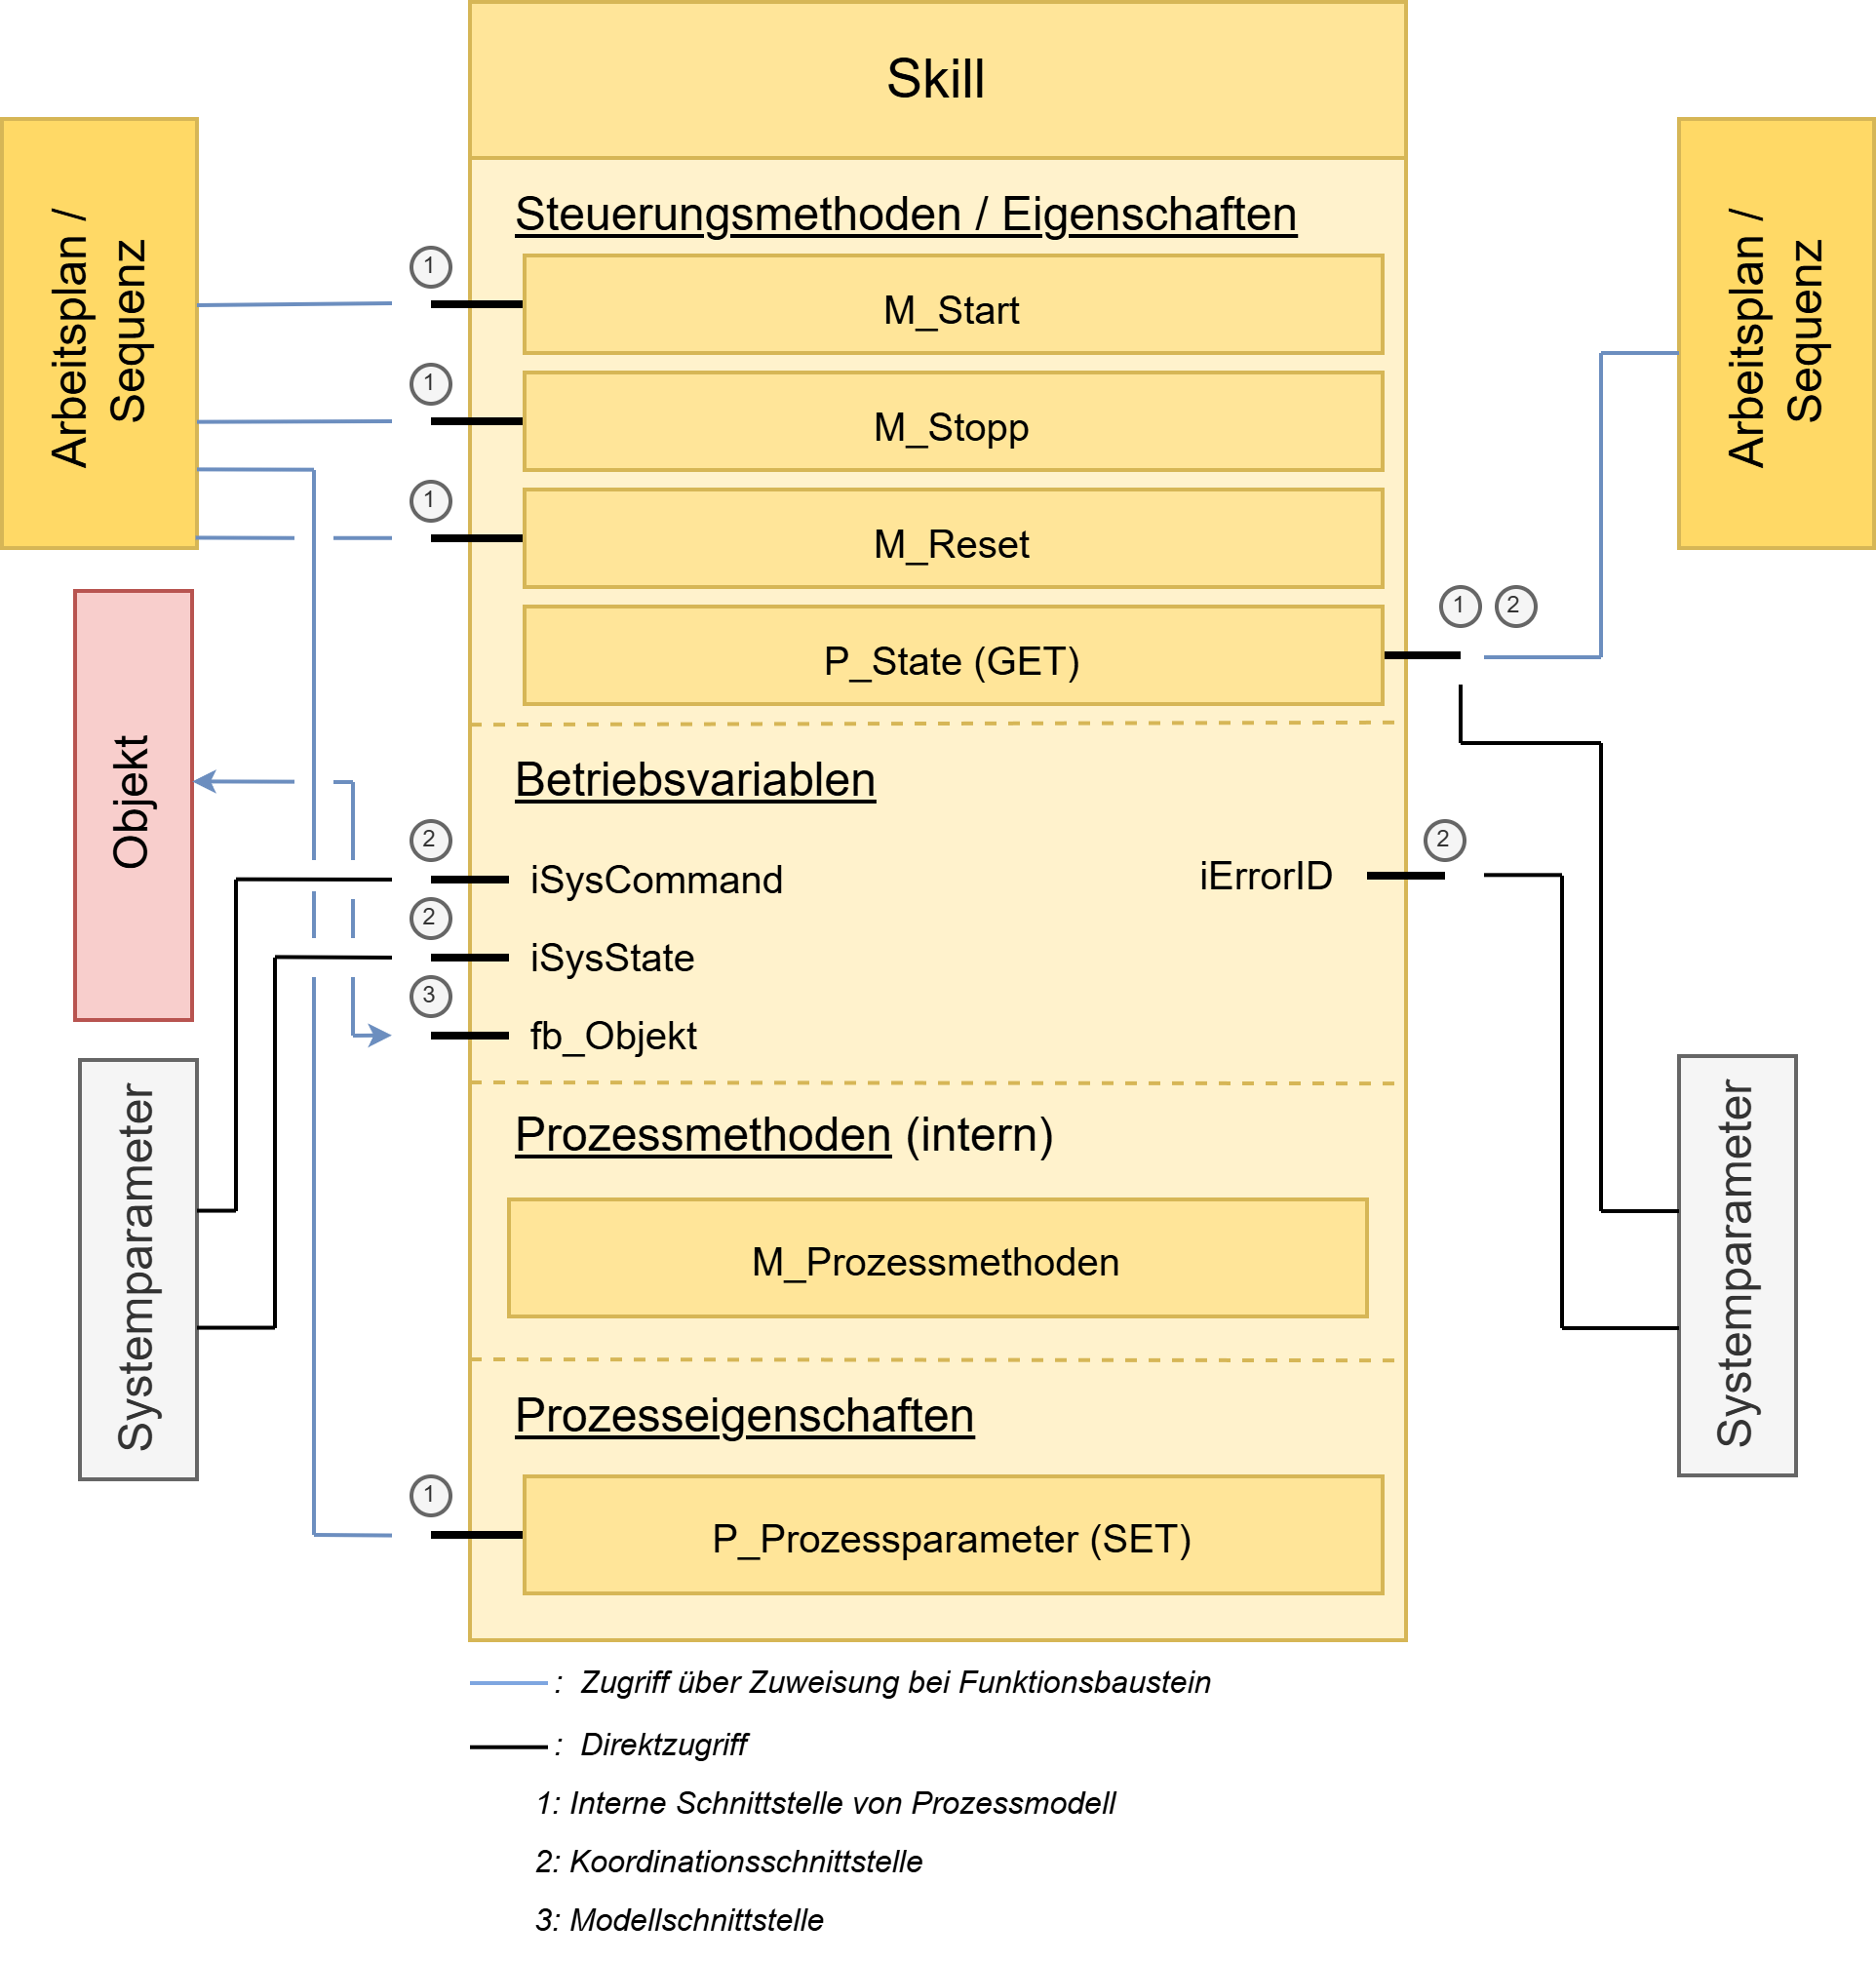 Skill
Arbeitsplan /
Sequenz
Steuerungsmethoden / Eigenschaften
1
M_Start
1
M_Stopp
1
M_Reset
P_State (GET)
1 2
Arbeitsplan /
Sequenz
Objekt
Betriebsvariablen
2
iSysCommand
iErrorID
2
2
iSysState
3
fb_Objekt
Systemparameter
Prozessmethoden (intern)
M_Prozessmethoden
Systemparameter
Prozesseigenschaften
1
P_Prozessparameter (SET)
: Zugriff über Zuweisung bei Funktionsbaustein
: Direktzugriff
1: Interne Schnittstelle von Prozessmodell
2: Koordinationsschnittstelle
3: Modellschnittstelle